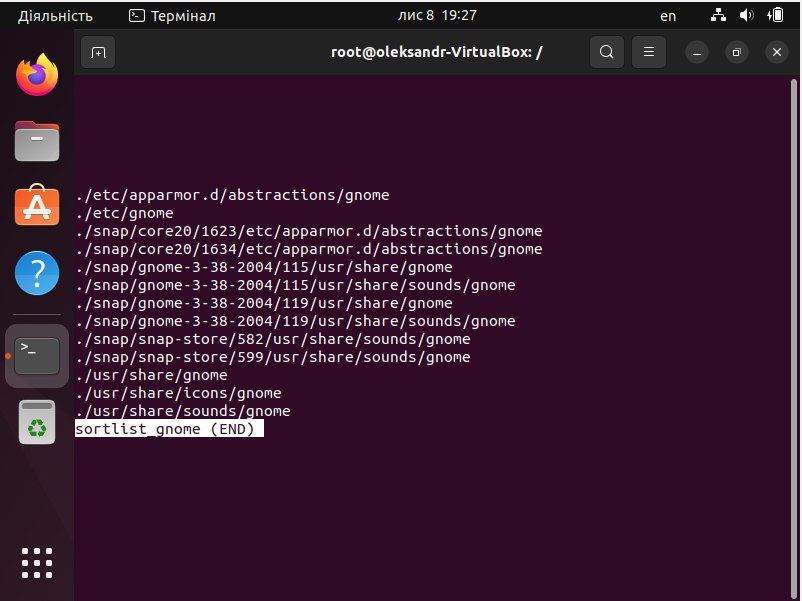 Діяльність Термінал лис 8 19:27 en
root@oleksandr-VirtualBox: /
./etc/apparmor.d/abstractions/gnome
./etc/gnome
./snap/core20/1623/etc/apparmor.d/abstractions/gnome
./snap/core20/1634/etc/apparmor.d/abstractions/gnome
./snap/gnome-3-38-2004/115/usr/share/gnome
./snap/gnome-3-38-2004/115/usr/share/sounds/gnome
./snap/gnome-3-38-2004/119/usr/share/gnome
./snap/gnome-3-38-2004/119/usr/share/sounds/gnome
./snap/snap-store/582/usr/share/sounds/gnome
./snap/snap-store/599/usr/share/sounds/gnome
./usr/share/gnome
./usr/share/icons/gnome
./usr/share/sounds/gnome
sortlist_gnome (END)